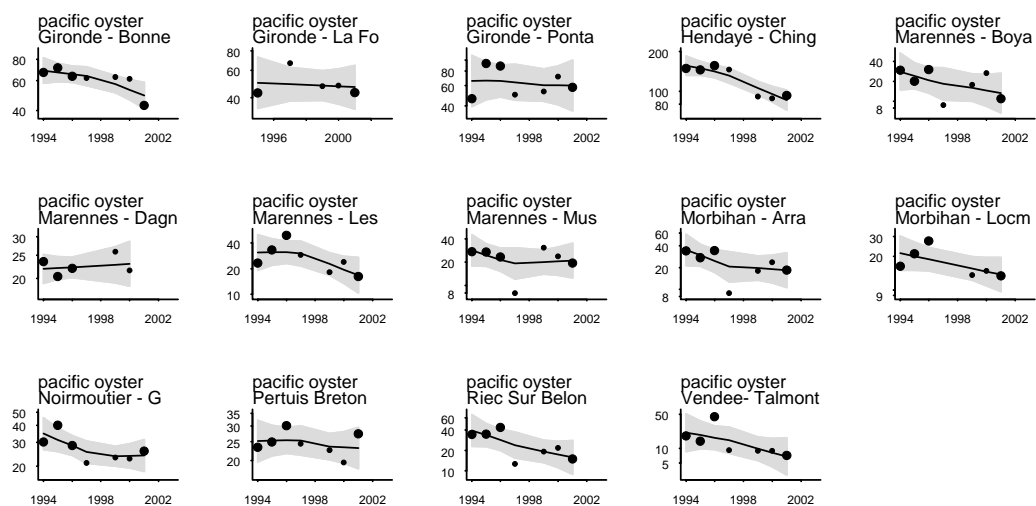 pacific oyster
Gironde - Bonne
80
60
40
1994 1998 2002
pacific oyster
Gironde - La Fo
80
60
40
1996 2000
pacific oyster
Gironde - Ponta
80
60
40
1994 1998 2002
pacific oyster
Hendaye - Ching
200
100
80
1994 1998 2002
pacific oyster
Marennes - Boya
40
20
10
8
1994 1998 2002
pacific oyster
Marennes - Dagn
30
25
20
1994 1998 2002
pacific oyster
Marennes - Les
40
20
10
1994 1998 2002
pacific oyster
Marennes - Mus
40
20
10
8
1994 1998 2002
pacific oyster
Morbihan - Arra
60
40
20
10
8
1994 1998 2002
pacific oyster
Morbihan - Locm
30
20
10
9
1994 1998 2002
pacific oyster
Noirmoutier - G
50
40
30
20
1994 1998 2002
pacific oyster
Pertuis Breton
35
30
25
20
1994 1998 2002
pacific oyster
Riec Sur Belon
60
40
20
10
1994 1998 2002
pacific oyster
Vendee- Talmont
50
10
5
1994 1998 2002